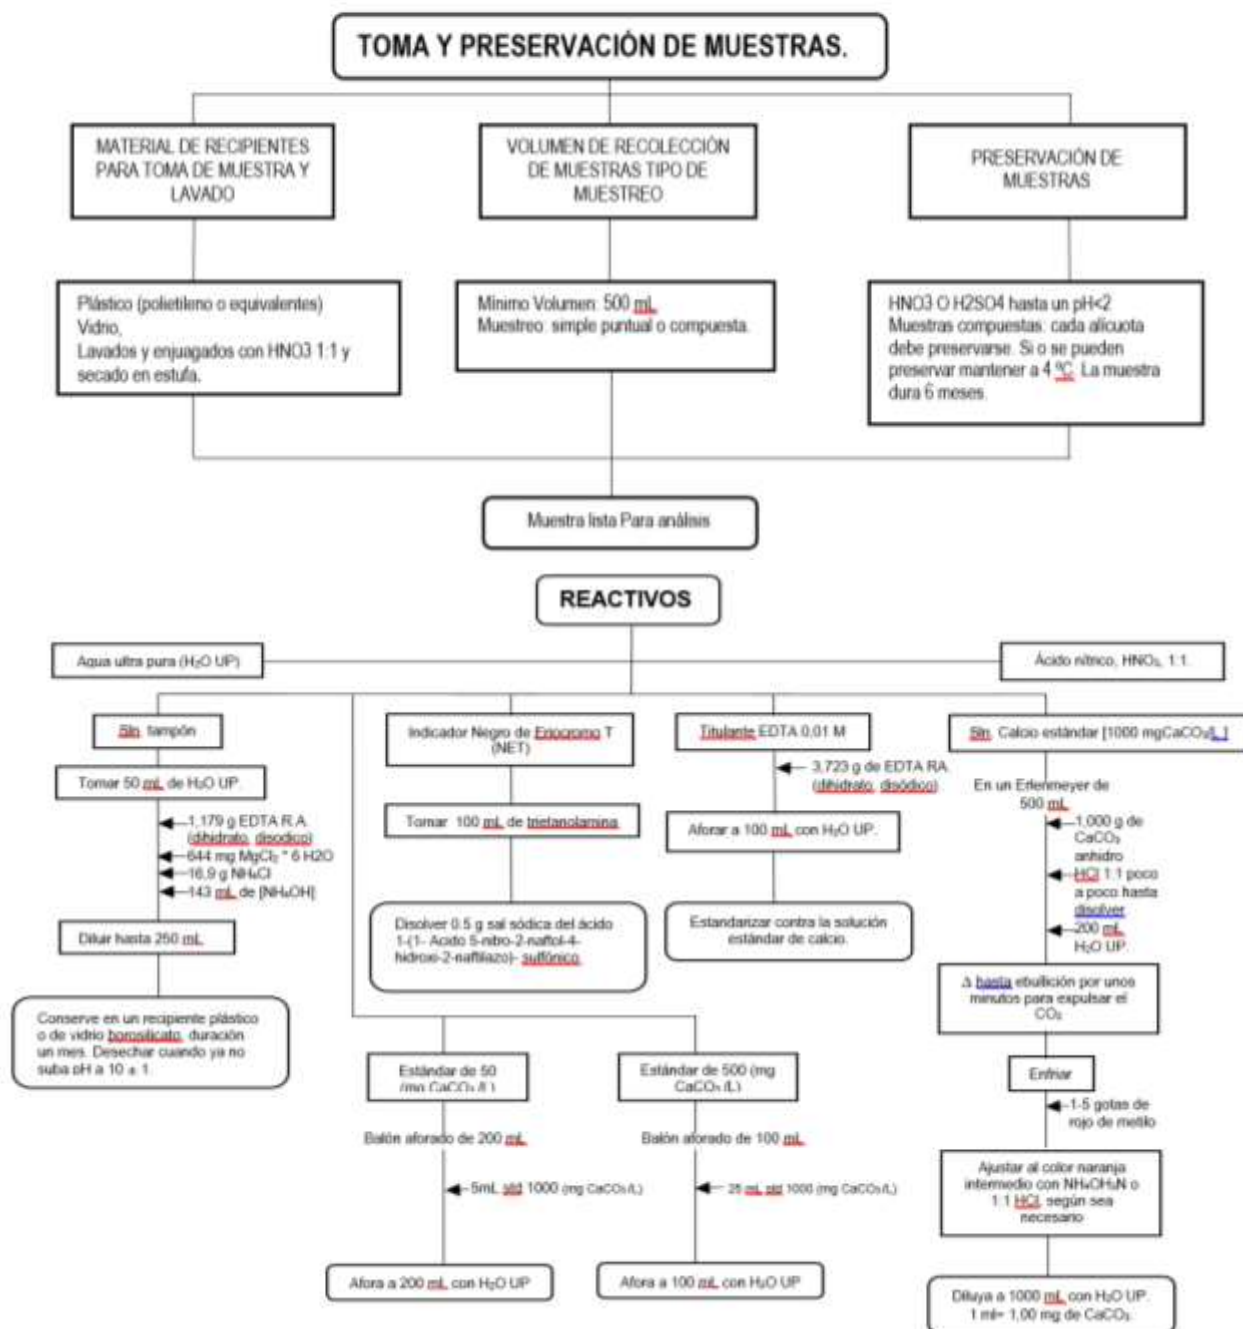 TOMA Y PRESERVACIÓN DE MUESTRAS.
MATERIAL DE RECIPIENTES
PARA TOMA DE MUESTRA Y
LAVADO
VOLUMEN DE RECOLECCIÓN
DE MUESTRAS TIPO DE
MUESTREO
PRESERVACIÓN DE
MUESTRAS
Plástico (polietileno o equivalentes)
Vidrio,
Lavados y enjuagados con HNO3 1:1 y
secado en estufa.
Mínimo Volumen: 500 mL
Muestreo: simple puntual o compuesta.
HNO3 O H2SO4 hasta un pH<2
Muestras compuestas: cada alícuota
debe preservarse. Si o se pueden
preservar mantener a 4 ºC. La muestra
dura 6 meses.
Muestra lista Para análisis
REACTIVOS
Aqua ultra pura (H₂O UP)
Ácido nítrico, HNO₃, 1:1.
Sln. tampón
Tomar 50 mL de H₂O UP.
1,179 g EDTA R.A.
(dihidrato, disodico)
644 mg MgCl₂ * 6 H2O
16,9 g NH₄Cl
143 mL de [NH₄OH]
Diluir hasta 250 mL
Conserve en un recipiente plástico
o de vidrio borosilicato, duración
un mes. Desechar cuando ya no
suba pH a 10 ± 1.
Indicador Negro de Eriocromo T
(NET)
Tomar 100 mL de trietanolamina
Disolver 0.5 g sal sódica del ácido
1-(1- Acido 5-nitro-2-naftol-4-
hidroxi-2-naftilazo)- sulfónico
Titulante EDTA 0,01 M
3,723 g de EDTA RA
(dihidrato, disódico)
Aforar a 100 mL con H₂O UP.
Estandarizar contra la solución
estándar de calcio.
Sln. Calcio estándar [1000 mgCaCO₃/L]
En un Erlenmeyer de
500 mL
1,000 g de
CaCO₃
anhidro
HCl 1:1 poco
a poco hasta
disolver
200 mL
H₂O UP.
Δ hasta ebullición por unos
minutos para expulsar el
CO₂
Enfriar
1-5 gotas de
rojo de metilo
Ajustar al color naranja
intermedio con NH₄OH3N o
1:1 HCl, según sea
necesario
Diluya a 1000 mL con H₂O UP.
1 ml= 1,00 mg de CaCO₃.
Estándar de 50
(mg CaCO₃ /L)
Balón aforado de 200 mL
5mL std 1000 (mg CaCO₃/L)
Afora a 200 mL con H₂O UP
Estándar de 500 (mg
CaCO₃ /L)
Balón aforado de 100 mL
25 mL std 1000 (mg CaCO₃/L)
Afora a 100 mL con H₂O UP